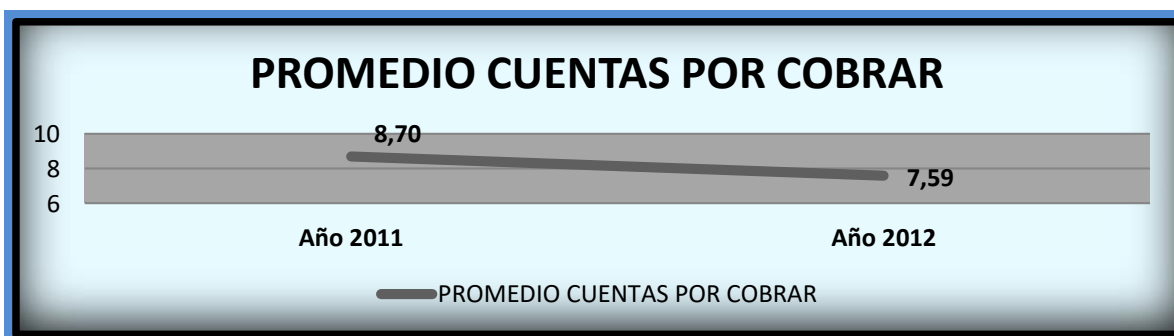 PROMEDIO CUENTAS POR COBRAR
10
8,70
8
7,59
6
Año 2011 Año 2012
PROMEDIO CUENTAS POR COBRAR